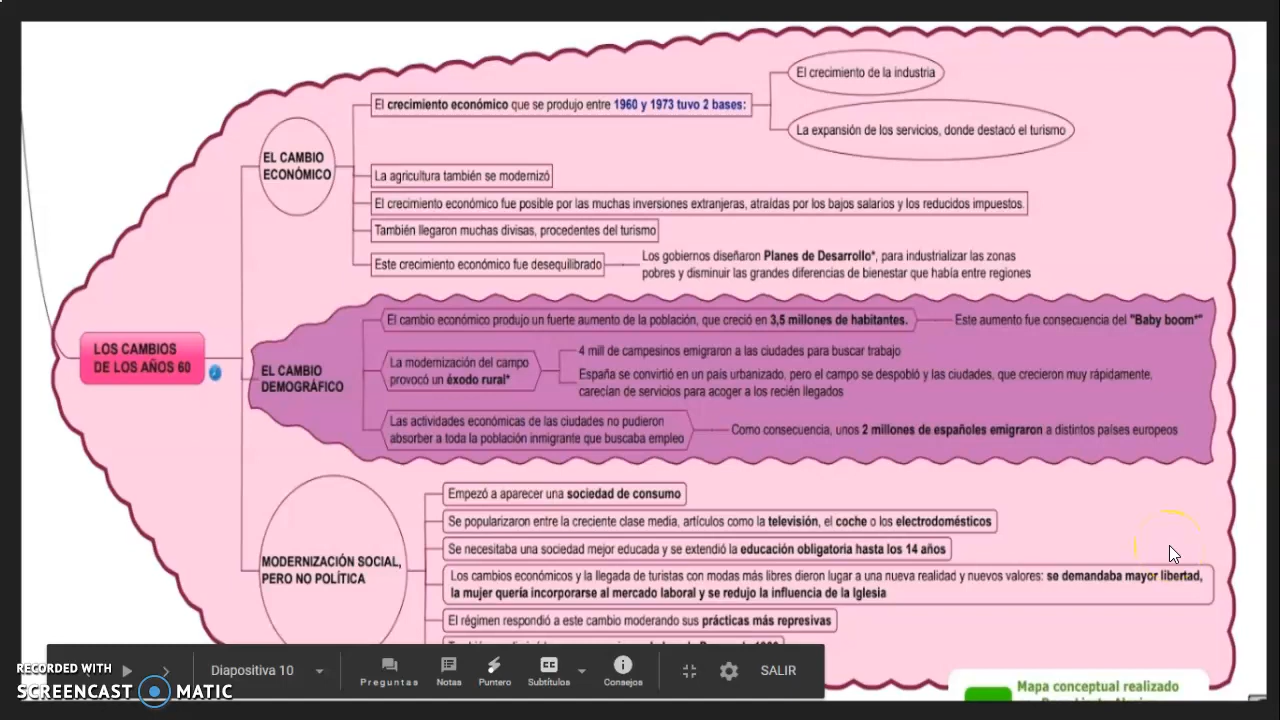 El crecimiento de la industria
El crecimiento económico que se produjo entre 1960 y 1973 tuvo 2 bases:
La expansión de los servicios, donde destacó el turismo
EL CAMBIO
ECONÓMICO
La agricultura también se modernizó
El crecimiento económico fue posible por las muchas inversiones extranjeras, atraídas por los bajos salarios y los reducidos impuestos.
También llegaron muchas divisas, procedentes del turismo
Este crecimiento económico fue desequilibrado
Los gobiernos diseñaron Planes de Desarrollo*, para industrializar las zonas
pobres y disminuir las grandes diferencias de bienestar que había entre regiones
LOS CAMBIOS
DE LOS AÑOS 60
EL CAMBIO
DEMOGRÁFICO
El cambio económico produjo un fuerte aumento de la población, que creció en 3,5 millones de habitantes.
Este aumento fue consecuencia del "Baby boom*"
La modernización del campo
provocó un éxodo rural*
4 mill de campesinos emigraron a las ciudades para buscar trabajo
España se convirtió en un país urbanizado, pero el campo se despobló y las ciudades, que crecieron muy rápidamente,
carecían de servicios para acoger a los recién llegados
Las actividades económicas de las ciudades no pudieron
absorber a toda la población inmigrante que buscaba empleo
Como consecuencia, unos 2 millones de españoles emigraron a distintos países europeos
MODERNIZACIÓN SOCIAL,
PERO NO POLÍTICA
Empezó a aparecer una sociedad de consumo
Se popularizaron entre la creciente clase media, artículos como la televisión, el coche o los electrodomésticos
Se necesitaba una sociedad mejor educada y se extendió la educación obligatoria hasta los 14 años
Los cambios económicos y la llegada de turistas con modas más libres dieron lugar a una nueva realidad y nuevos valores: se demandaba mayor libertad,
la mujer quería incorporarse al mercado laboral y se redujo la influencia de la Iglesia
El régimen respondió a este cambio moderando sus prácticas más represivas
Diapositiva 10
Preguntas
Notas
Puntero
Subtítulos
Consejos
SALIR
RECORDED WITH
SCREENCAST MATIC
Mapa conceptual realizado